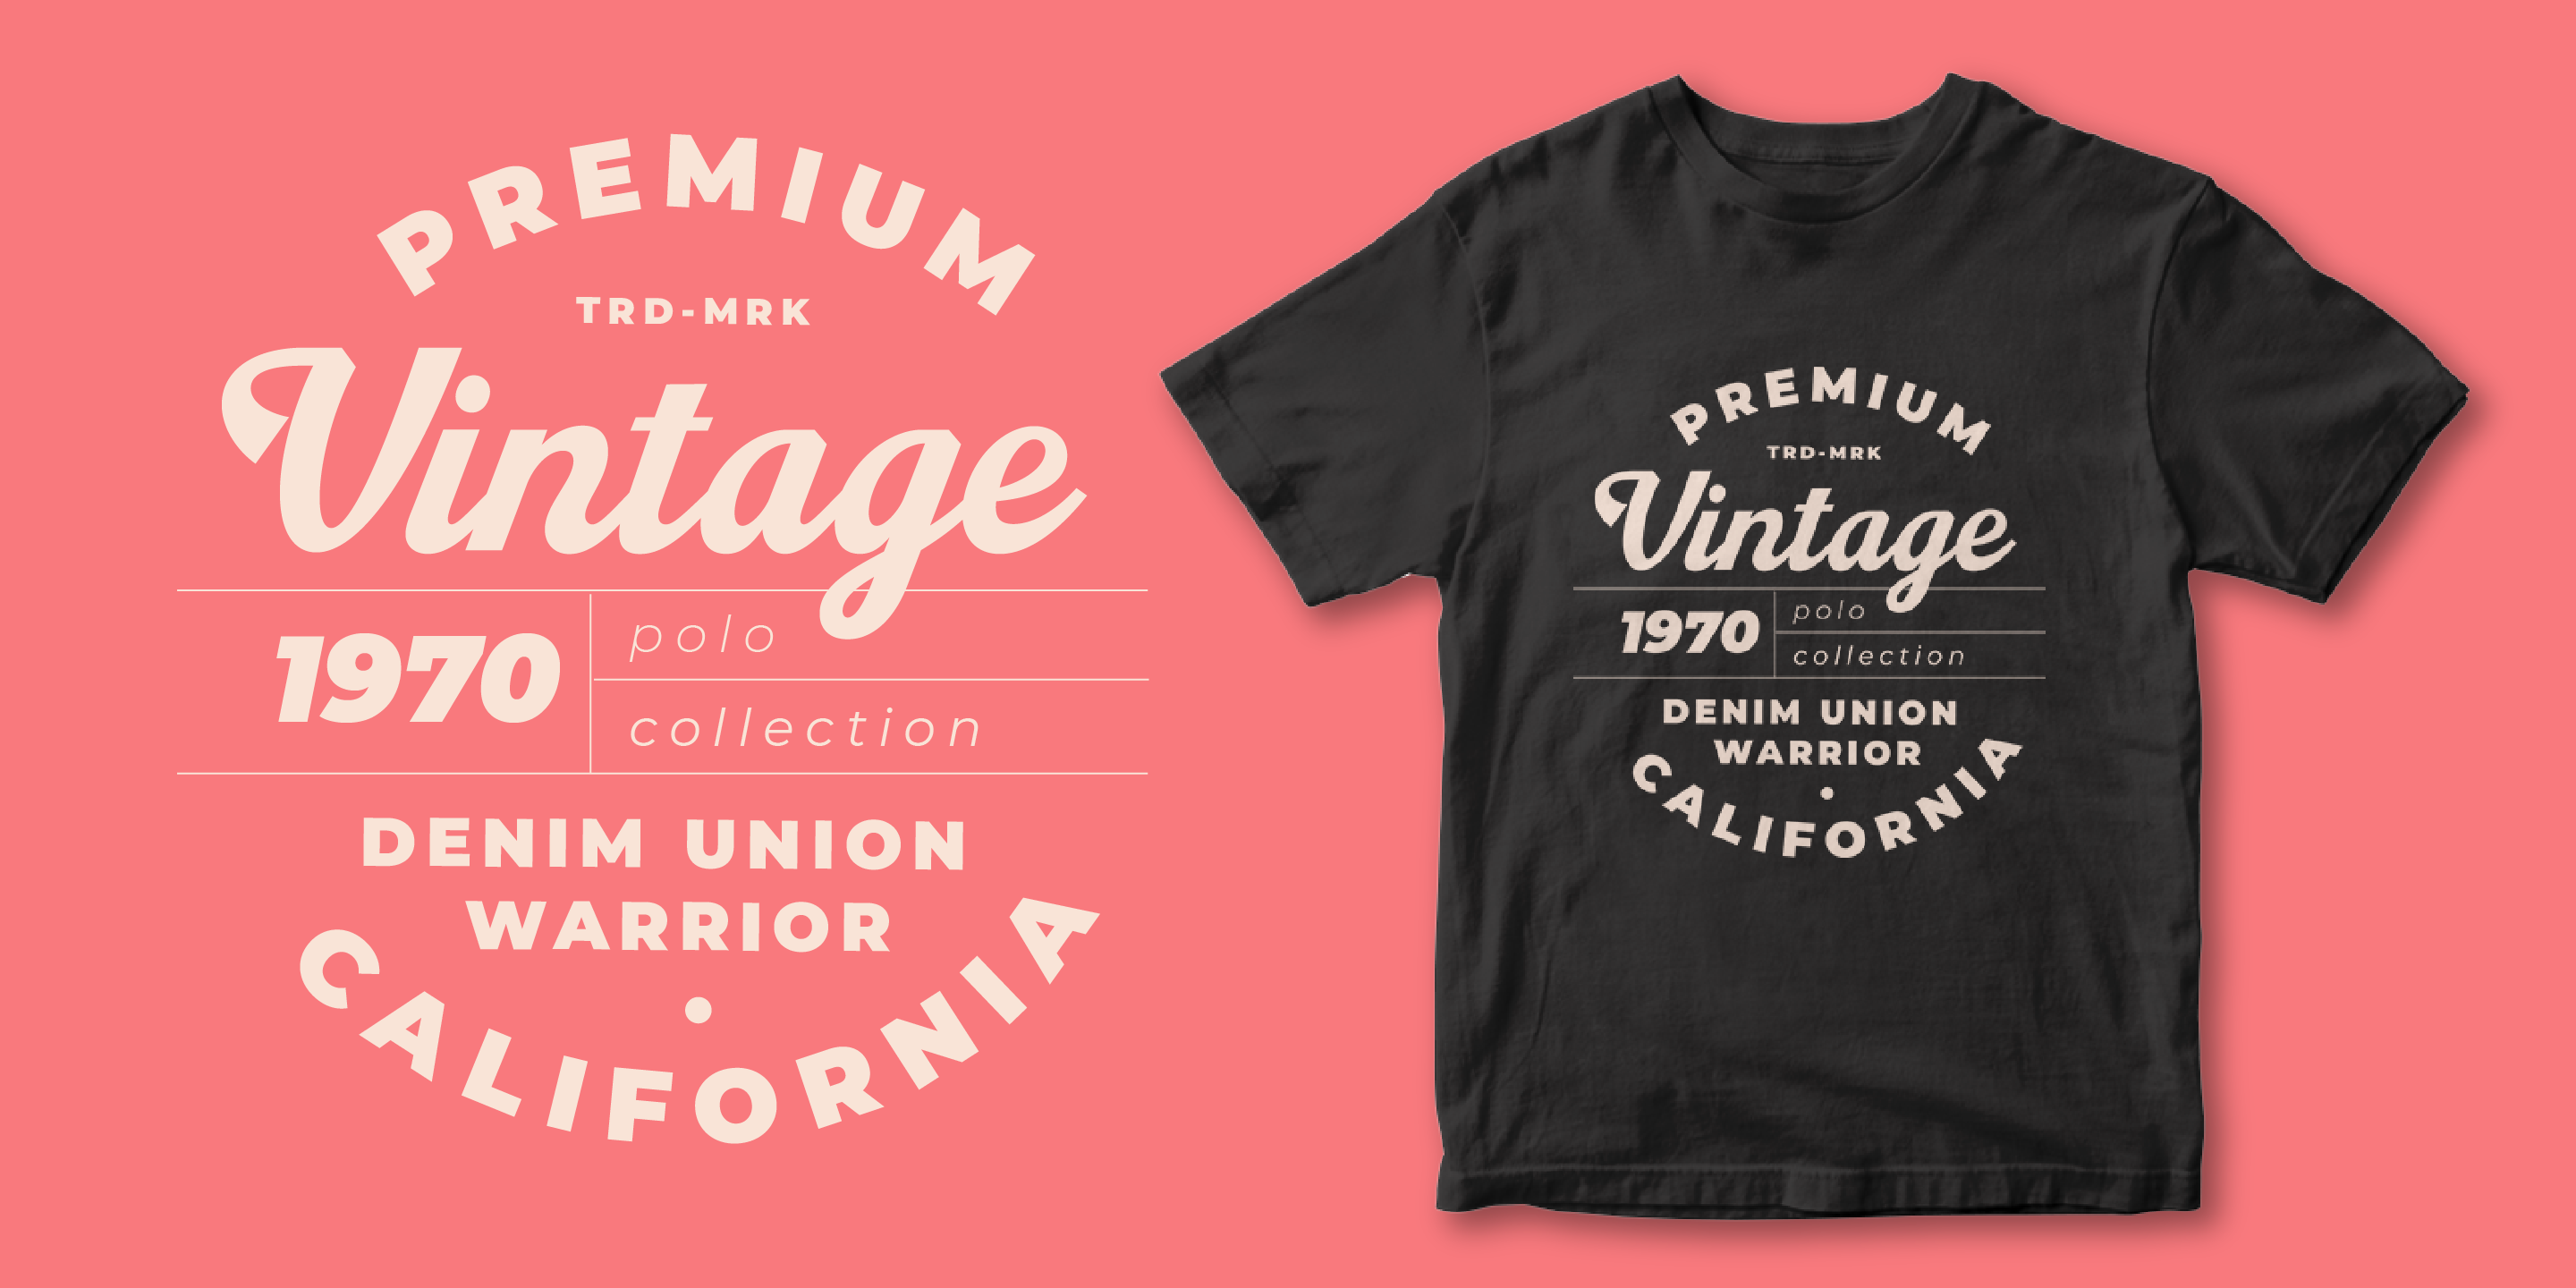 PREMIUM
TRD-MRK
Vintage
1970
polo
collection
DENIM UNION
WARRIOR
CALIFORNIA
PREMIUM
TRD-MRK
Vintage
1970
polo
collection
DENIM UNION
WARRIOR
CALIFORNIA